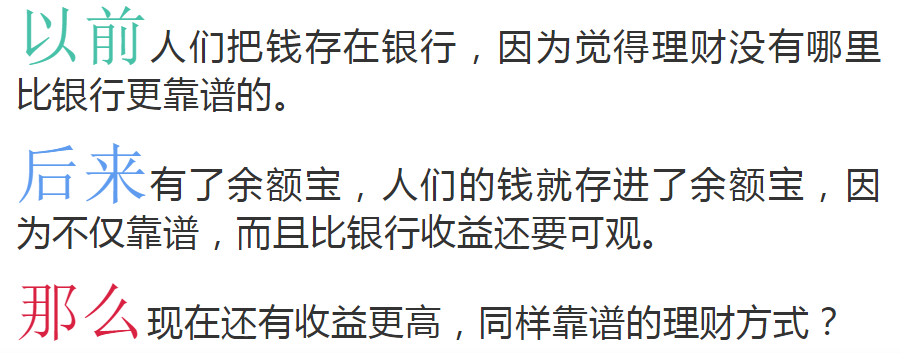 以前人们把钱存在银行，因为觉得理财没有哪里
比银行更靠谱的。
后来有了余额宝，人们的钱就存进了余额宝，因
为不仅靠谱，而且比银行收益还要可观。
那么现在还有收益更高，同样靠谱的理财方式？